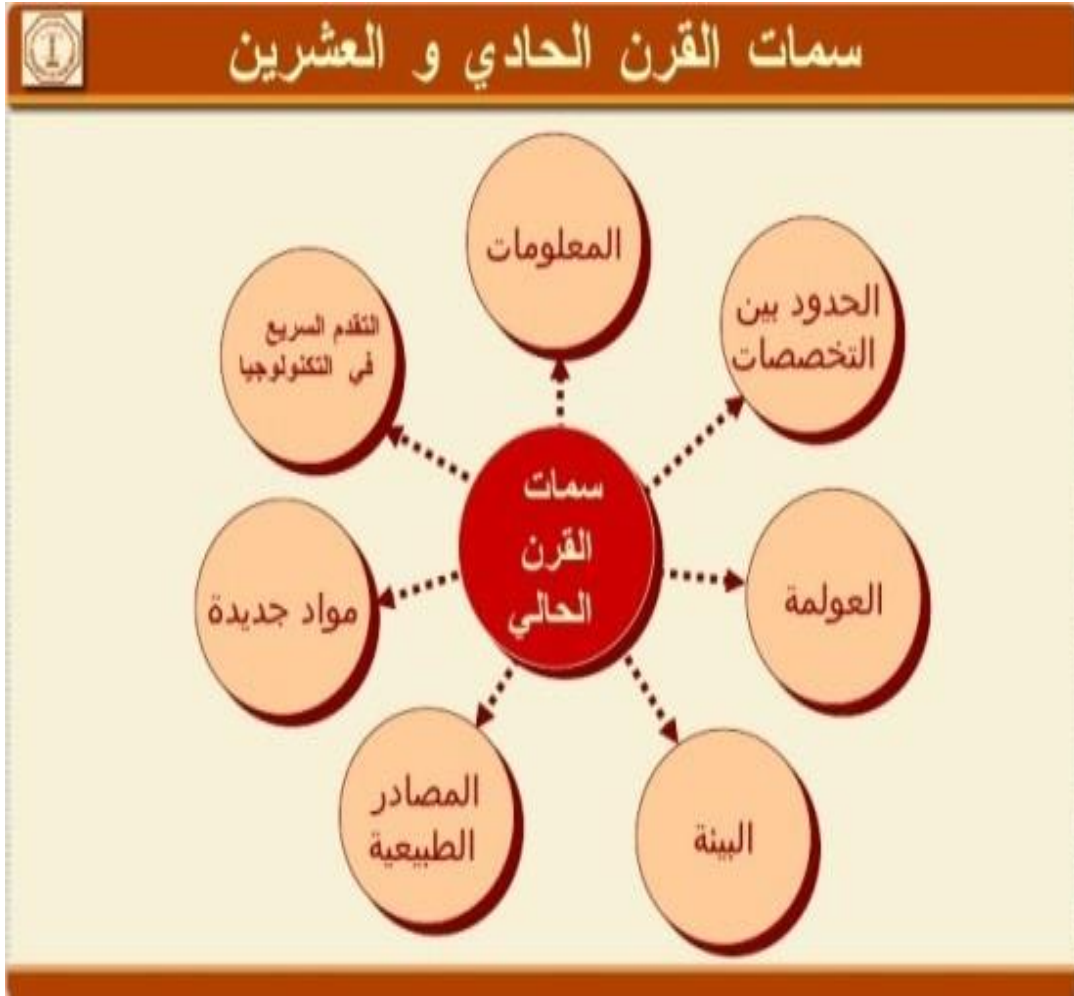 سمات القرن الحادي و العشرين
المعلومات
الحدود بين
التخصصات
العولمة
البيئة
المصادر
الطبيعية
مواد جديدة
التقدم السريع
في التكنولوجيا
سمات
القرن
الحالي